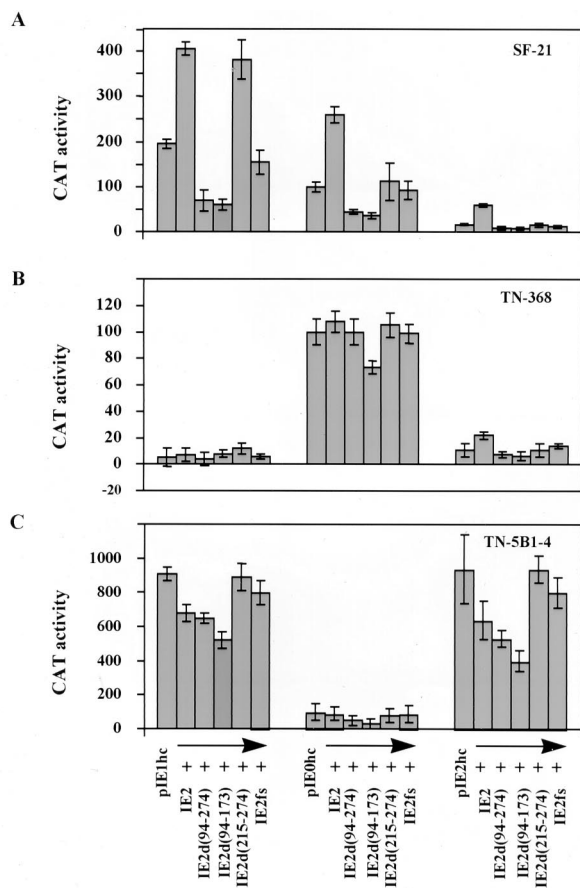 A
SF-21
CAT activity
400
300
200
100
0
B
TN-368
CAT activity
120
100
80
60
40
20
0
-20
C
TN-5B1-4
CAT activity
1000
800
600
400
200
0
pIE1hc
+ IE2
+ IE2d(94-274)
+ IE2d(94-173)
+ IE2d(215-274)
+ IE2fs
pIE0hc
+ IE2
+ IE2d(94-274)
+ IE2d(94-173)
+ IE2d(215-274)
+ IE2fs
pIE2hc
+ IE2
+ IE2d(94-274)
+ IE2d(94-173)
+ IE2d(215-274)
+ IE2fs